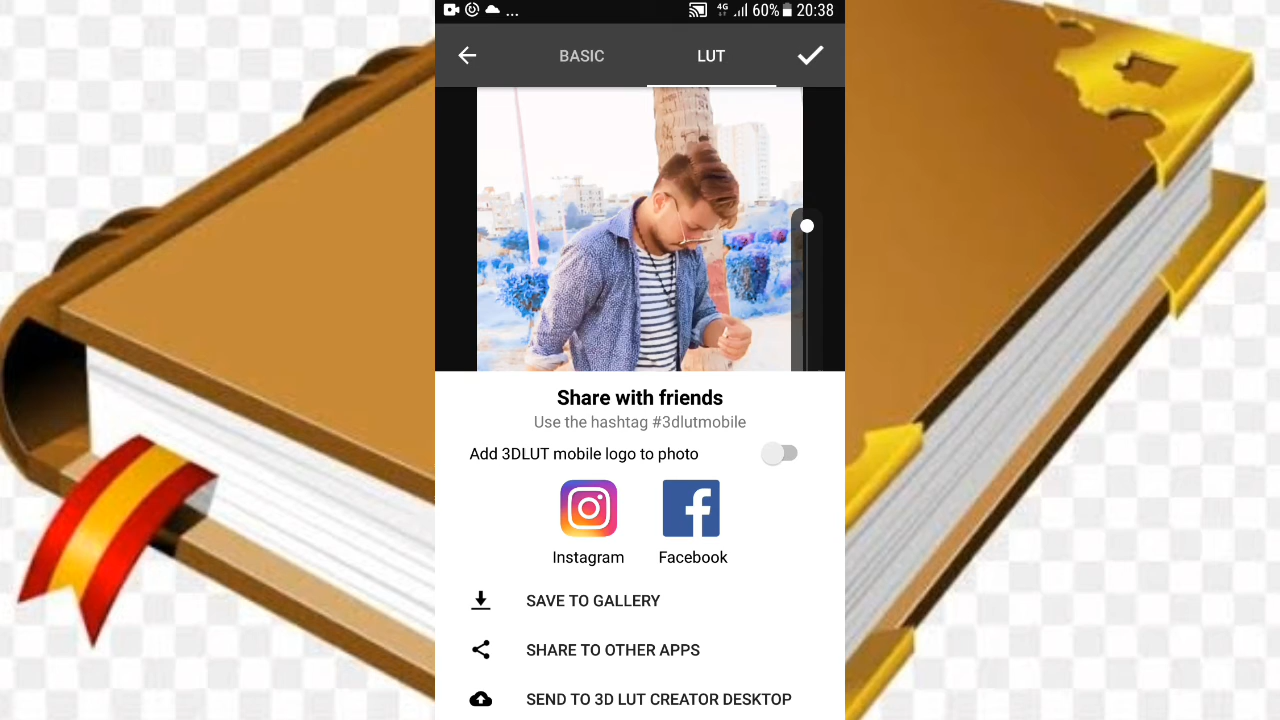 ... 4G 60% 20:38
BASIC LUT
Share with friends
Use the hashtag #3dlutmobile
Add 3DLUT mobile logo to photo
Instagram Facebook
SAVE TO GALLERY
SHARE TO OTHER APPS
SEND TO 3D LUT CREATOR DESKTOP